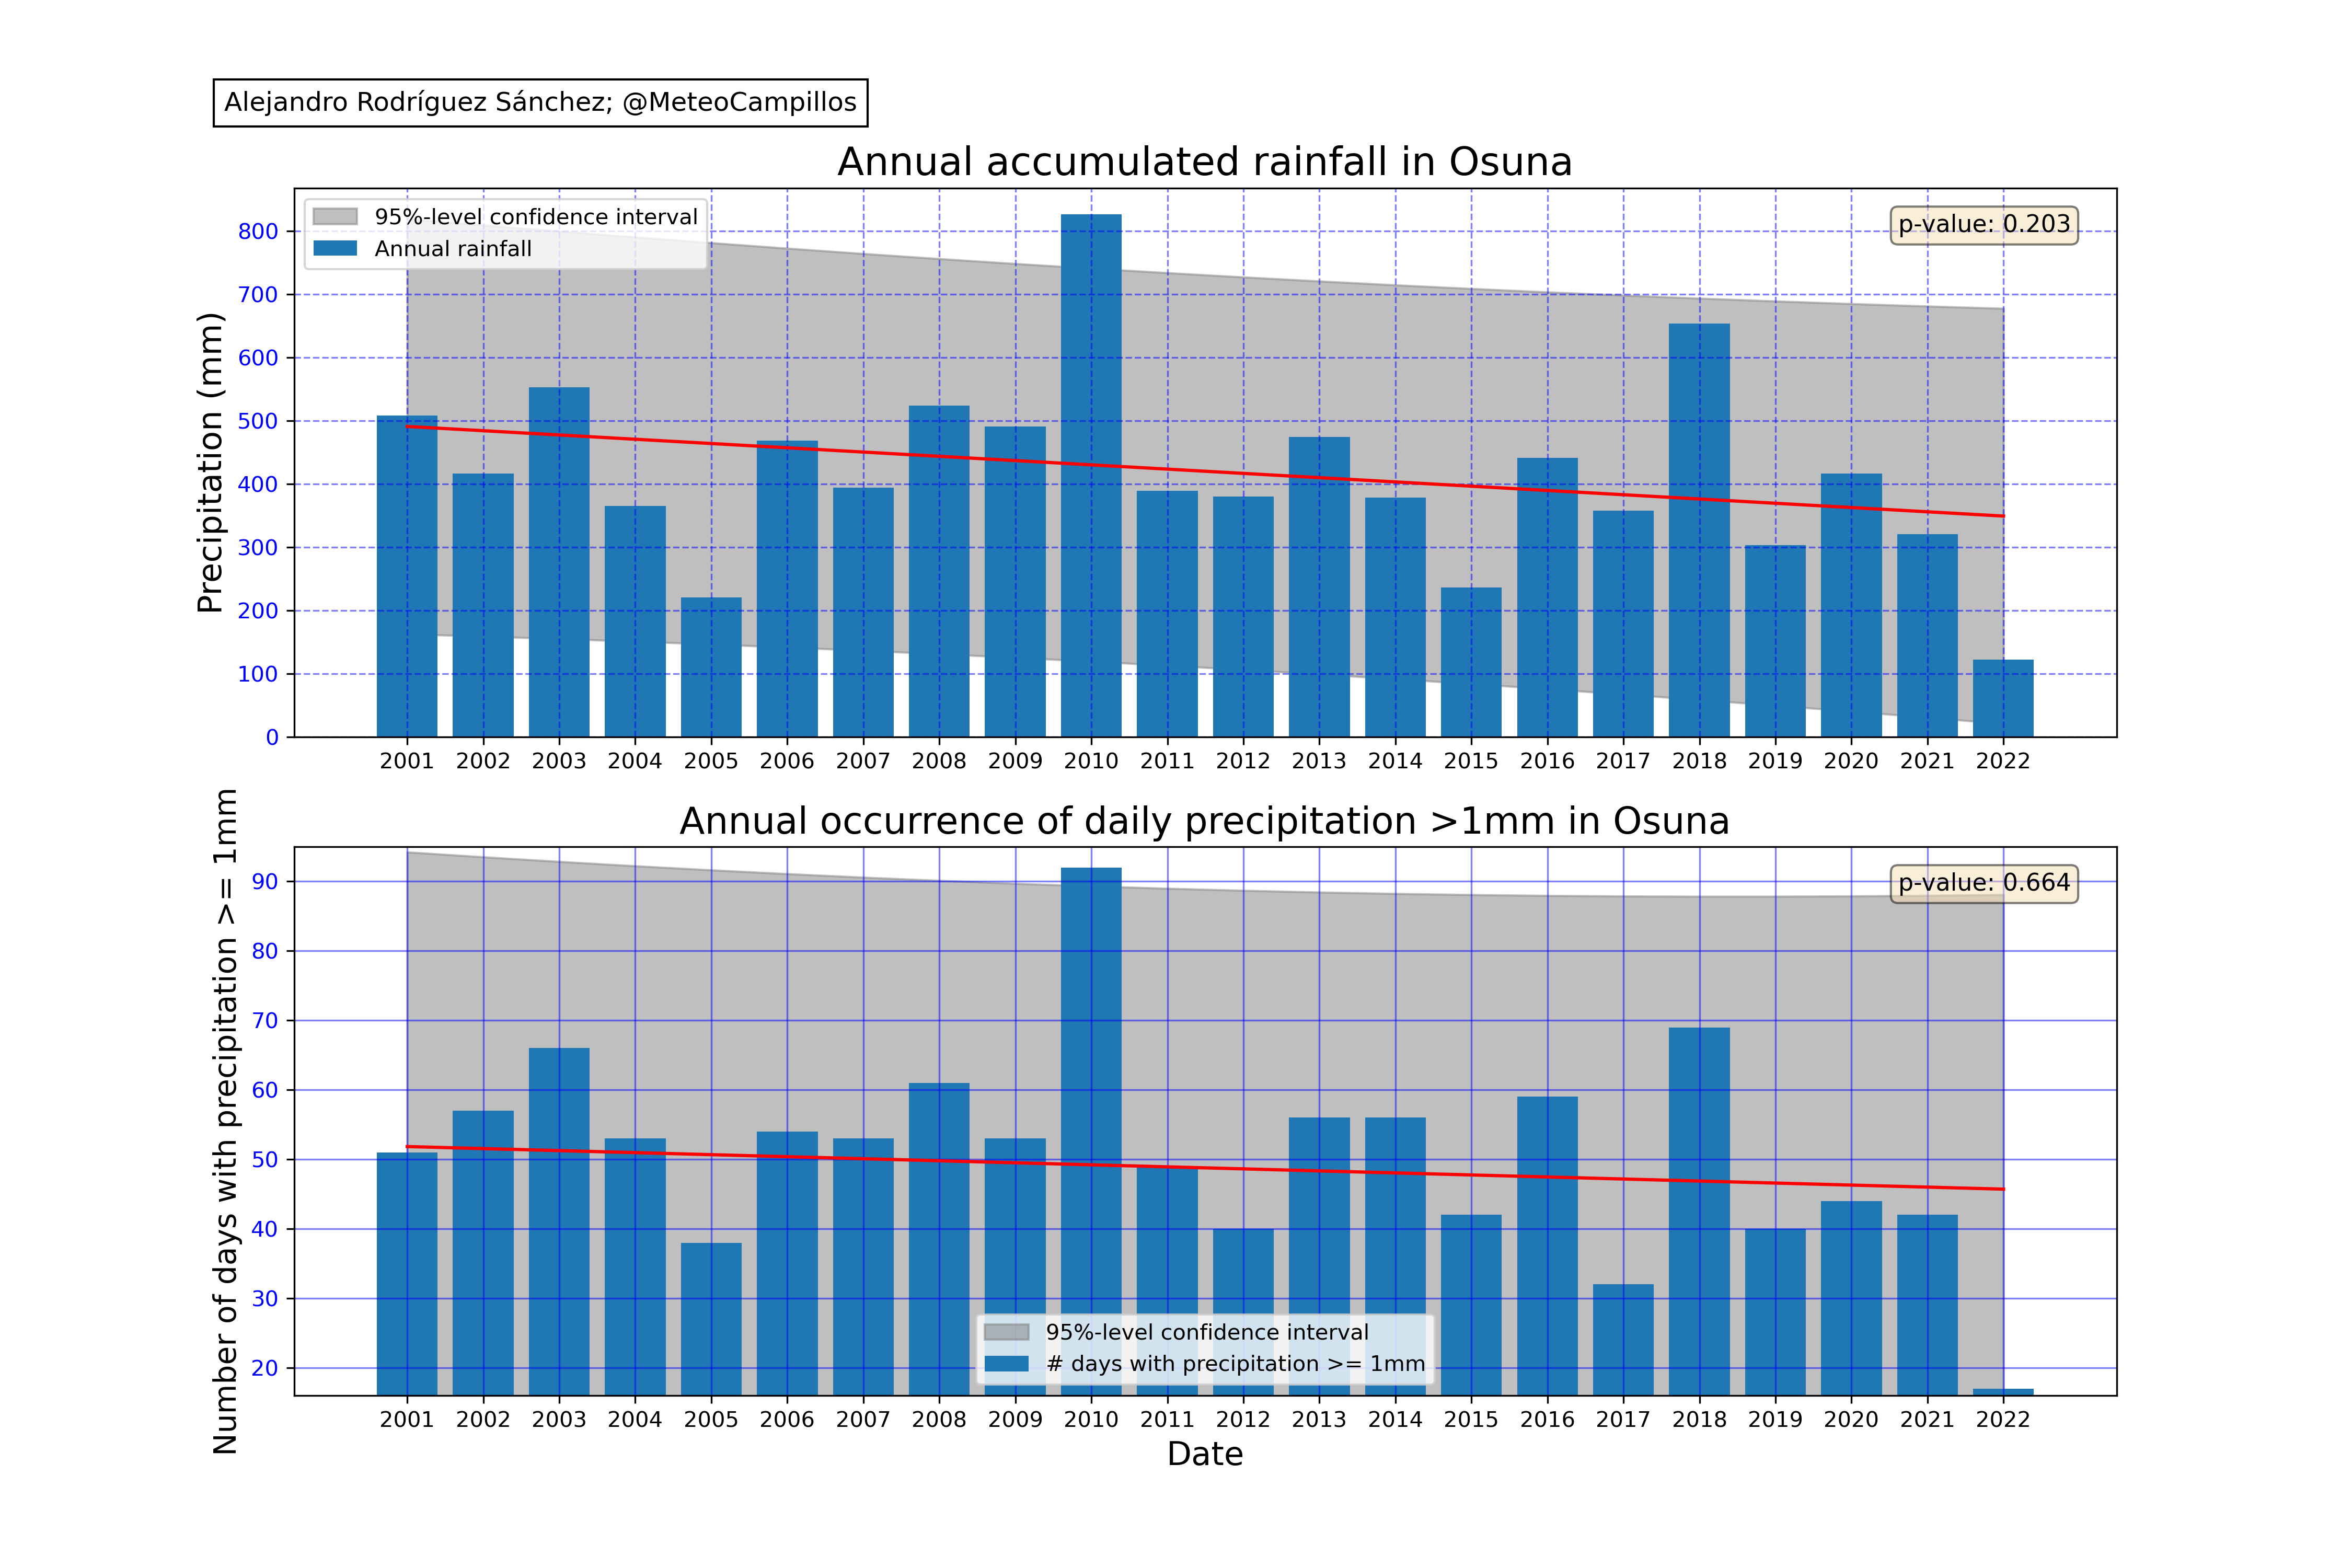 Alejandro Rodríguez Sánchez; @MeteoCampillos
Annual accumulated rainfall in Osuna
95%-level confidence interval
Annual rainfall
p-value: 0.203
Precipitation (mm)
800
700
600
500
400
300
200
100
0
2001 2002 2003 2004 2005 2006 2007 2008 2009 2010 2011 2012 2013 2014 2015 2016 2017 2018 2019 2020 2021 2022
Annual occurrence of daily precipitation >1mm in Osuna
p-value: 0.664
Number of days with precipitation >= 1mm
90
80
70
60
50
40
30
20
95%-level confidence interval
# days with precipitation >= 1mm
2001 2002 2003 2004 2005 2006 2007 2008 2009 2010 2011 2012 2013 2014 2015 2016 2017 2018 2019 2020 2021 2022
Date